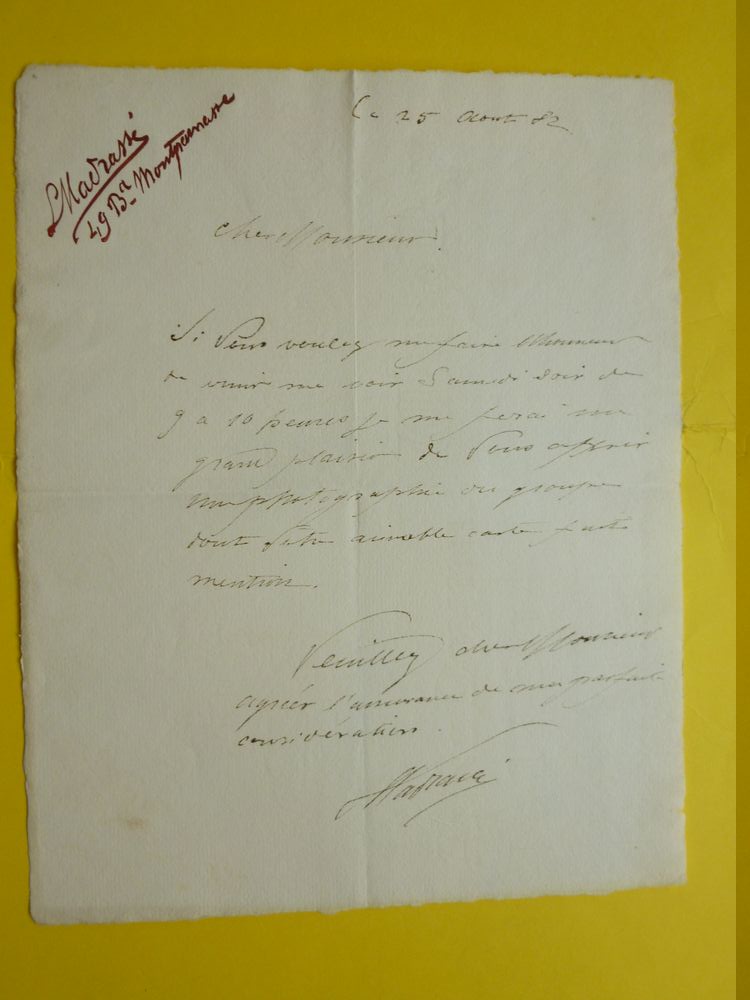 L Madrassi
49 Bd Montparnasse
Le 25 Aout 82
Cher Monsieur.
Si Vous voulez me faire l'honneur
de venir me voir Samedi soir de
9 a 10 heures je me ferai un
grand plaisir de Vous offrir
une photographie du groupe
dont Votre aimable carte fait
mention.
Veuillez cher Monsieur
agréer l'assurance de ma parfaite
considération.
LMadrassi